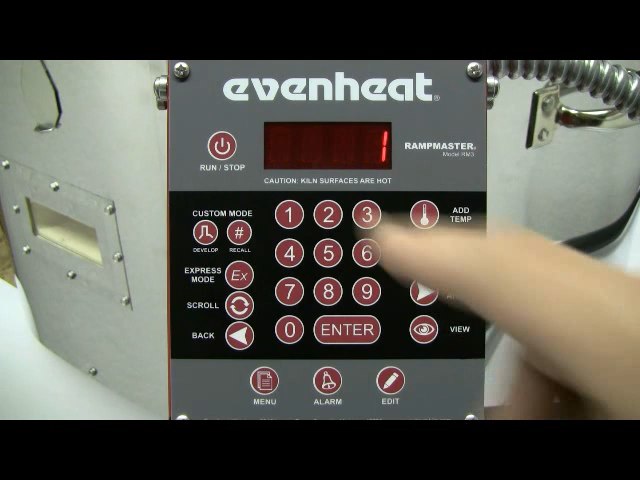 evenheat®
1
RAMPMASTER®
Model RM3
RUN / STOP
CAUTION: KILN SURFACES ARE HOT
CUSTOM MODE
DEVELOP
#
RECALL
1 2 3
ADD
TEMP
EXPRESS
MODE
Ex
4 5 6
SCROLL
7 8 9
BACK
0 ENTER
VIEW
MENU
ALARM
EDIT